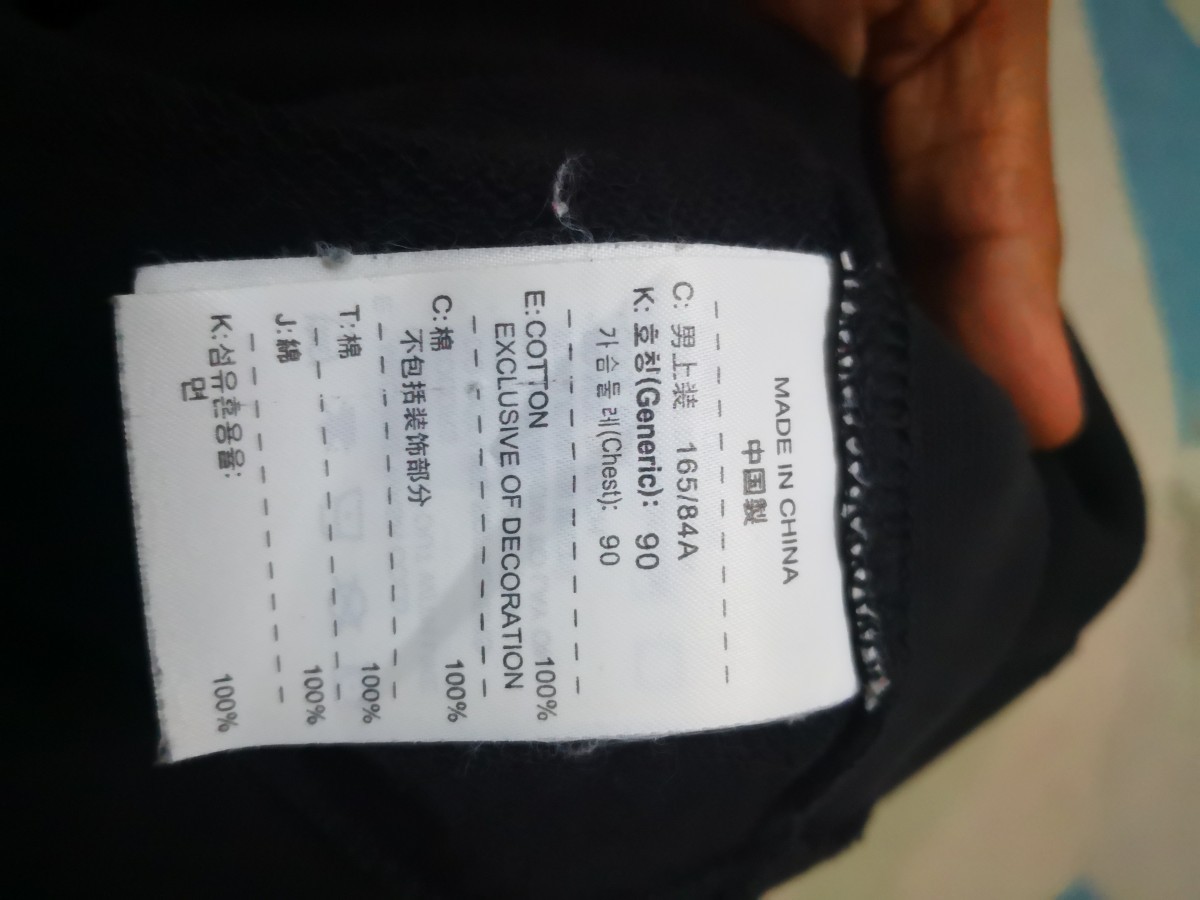 MADE IN CHINA
中国製
C: 男上装 165/84A
K: 호칭(Generic): 90
가슴둘레(Chest): 90
E: COTTON 100%
EXCLUSIVE OF DECORATION
C: 棉 100%
不包括装饰部分
T: 棉 100%
J: 綿 100%
K: 섬유혼용율: 100%
면